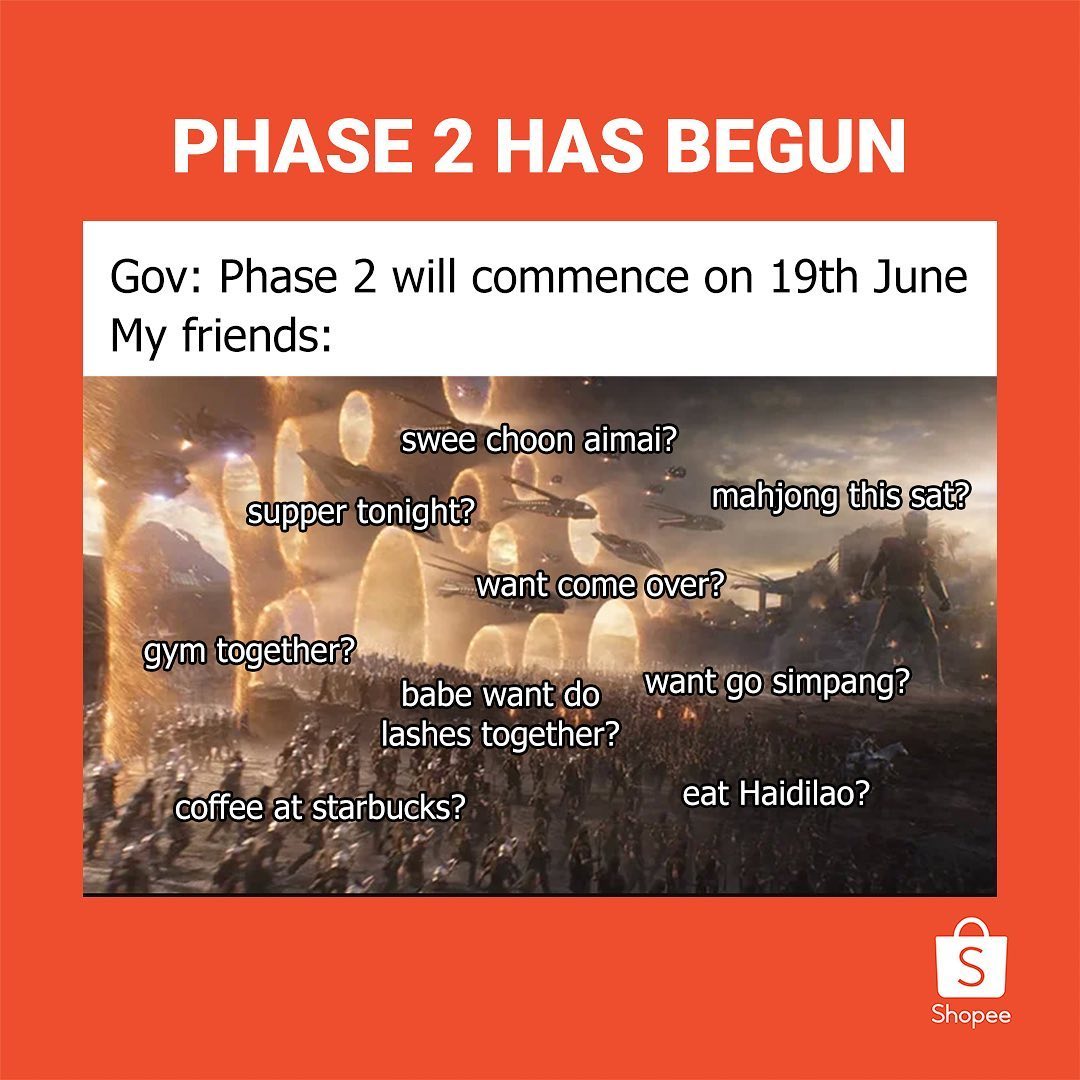 PHASE 2 HAS BEGUN
Gov: Phase 2 will commence on 19th June
My friends:
swee choon aimai?
supper tonight?
mahjong this sat?
want come over?
gym together?
babe want do
lashes together?
want go simpang?
coffee at starbucks?
eat Haidilao?
S
Shopee